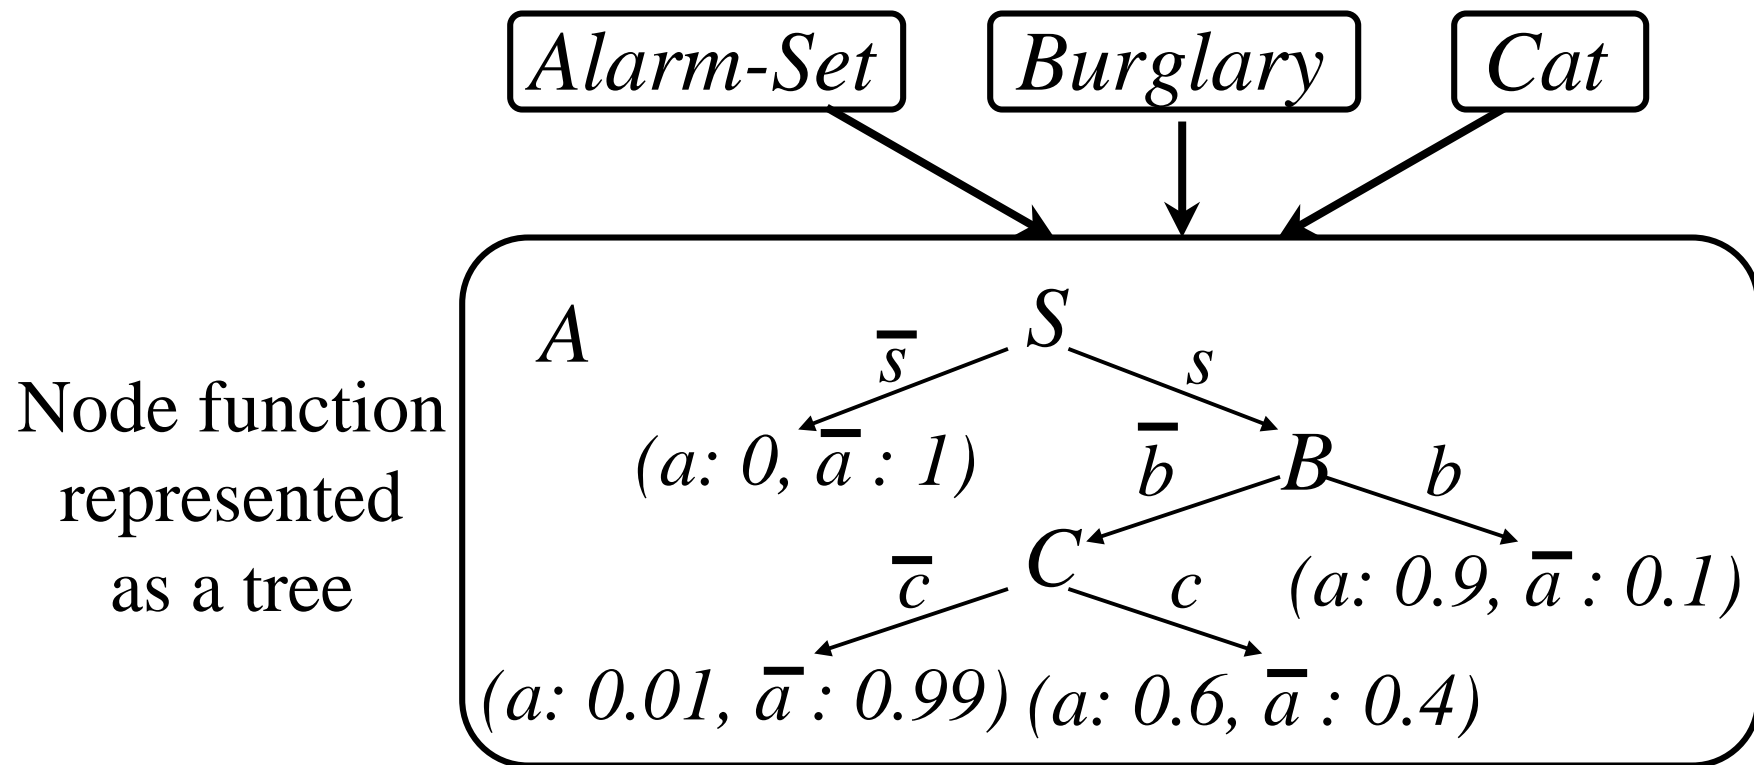 Alarm-Set Burglary Cat
A S
s̅ s
(a: 0, a̅ : 1) b̅ B b
Node function
represented
as a tree
C
c̅ c (a: 0.9, a̅ : 0.1)
(a: 0.01, a̅ : 0.99) (a: 0.6, a̅ : 0.4)